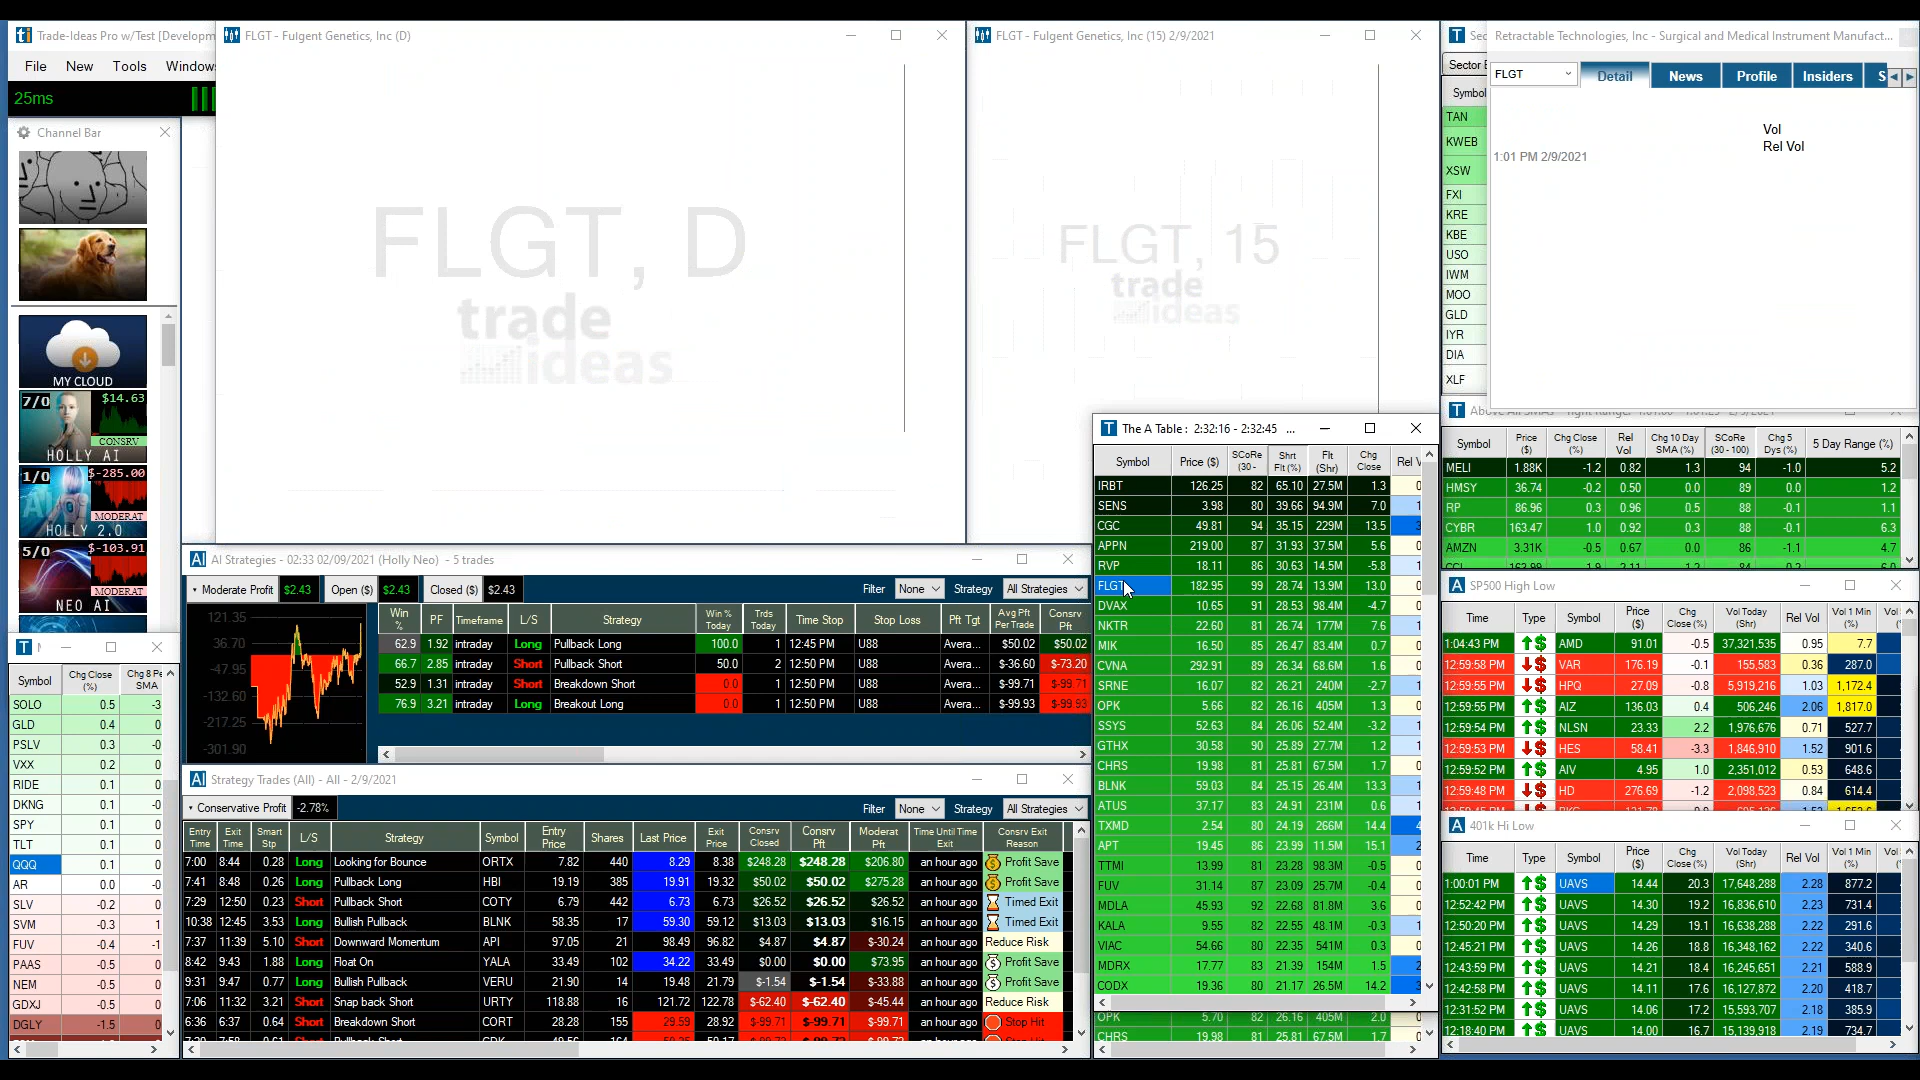 Trade-Ideas Pro w/Test [Developm
File New Tools Window
25ms
Channel Bar
MY CLOUD
7/0 $14.63
CONSRV
HOLLY AI
1/0 $-285.00
MODERAT
HOLLY 2.0
5/0 $-103.91
MODERAT
NEO AI
FLGT - Fulgent Genetics, Inc (D)
FLGT, D
trade
ideas
FLGT - Fulgent Genetics, Inc (15) 2/9/2021
FLGT, 15
trade
ideas
Sector
Symbol
TAN
KWEB
XSW
FXI
KRE
KBE
USO
IWM
MOO
GLD
IYR
DIA
XLF
Retractable Technologies, Inc - Surgical and Medical Instrument Manufact...
FLGT Detail News Profile Insiders S
Vol
Rel Vol
1:01 PM 2/9/2021
Symbol Chg Close (%) Chg 8 Pe SMA
SOLO 0.5 -3
GLD 0.4 0
PSLV 0.3 -0
VXX 0.2 0
RIDE 0.1 0
DKNG 0.1 -0
SPY 0.1 0
TLT 0.1 0
QQQ 0.1 0
AR 0.0 -0
SLV -0.2 0
SVM -0.3 1
FUV -0.4 -1
PAAS -0.5 0
NEM -0.5 0
GDXJ -0.5 0
DGLY -1.5 0
AI Strategies - 02:33 02/09/2021 (Holly Neo) - 5 trades
Moderate Profit $2.43 Open ($) $2.43 Closed ($) $2.43 Filter None Strategy All Strategies
121.35
36.70
-47.95
-132.60
-217.25
-301.90
Win % PF Timeframe L/S Strategy Win % Today Trds Today Time Stop Stop Loss Pft Tgt Avg Pft Per Trade Consrv Pft
62.9 1.92 intraday Long Pullback Long 100.0 1 12:45 PM U88 Avera... $50.02 $50.02
66.7 2.85 intraday Short Pullback Short 50.0 2 12:50 PM U88 Avera... $-36.60 $-73.20
52.9 1.31 intraday Short Breakdown Short 0.0 1 12:50 PM U88 Avera... $-99.71 $-99.71
76.9 3.21 intraday Long Breakout Long 0.0 1 12:50 PM U88 Avera... $-99.93 $-99.93
Strategy Trades (All) - All - 2/9/2021
Conservative Profit -2.78% Filter None Strategy All Strategies
Entry Time Exit Time Smart Stp L/S Strategy Symbol Entry Price Shares Last Price Exit Price Consrv Closed Consrv Pft Moderat Pft Time Until Time Exit Consrv Exit Reason
7:00 8:44 0.28 Long Looking for Bounce ORTX 7.82 440 8.29 8.38 $248.28 $248.28 $206.80 an hour ago Profit Save
7:41 8:48 0.26 Long Pullback Long HBI 19.19 385 19.91 19.32 $50.02 $50.02 $275.28 an hour ago Profit Save
7:29 12:50 0.23 Short Pullback Short COTY 6.79 442 6.73 6.73 $26.52 $26.52 $26.52 an hour ago Timed Exit
10:38 12:45 3.53 Long Bullish Pullback BLNK 58.35 17 59.30 59.12 $13.03 $13.03 $16.15 an hour ago Timed Exit
7:37 11:39 5.10 Short Downward Momentum API 97.05 21 98.49 96.82 $4.87 $4.87 $-30.24 an hour ago Reduce Risk
8:42 9:43 1.88 Long Float On YALA 33.49 102 34.22 33.49 $0.00 $0.00 $73.95 an hour ago Profit Save
9:31 9:47 0.77 Long Bullish Pullback VERU 21.90 14 19.48 21.79 $-1.54 $-1.54 $-33.88 an hour ago Profit Save
7:06 11:32 3.21 Short Snap back Short URTY 118.88 16 121.72 122.78 $-62.40 $-62.40 $-45.44 an hour ago Reduce Risk
6:36 6:37 0.64 Short Breakdown Short CORT 28.28 155 29.59 28.92 $-99.71 $-99.71 $-99.71 an hour ago Stop Hit
The A Table : 2:32:16 - 2:32:45 ...
Symbol Price ($) SCoRe (30 - Shrt Flt (%) Flt (Shr) Chg Close Rel V
IRBT 126.25 82 65.10 27.5M 1.3
SENS 3.98 80 39.66 94.9M 7.0
CGC 49.81 94 35.15 229M 13.5
APPN 219.00 87 31.93 37.5M 5.6
RVP 18.11 86 30.63 14.5M -5.8
FLGT 182.95 99 28.74 13.9M 13.0
DVAX 10.65 91 28.53 98.4M -4.7
NKTR 22.60 81 26.74 177M 7.6
MIK 16.50 85 26.47 83.4M 0.7
CVNA 292.91 89 26.34 68.6M 1.6
SRNE 16.07 82 26.21 240M -2.7
OPK 5.66 82 26.16 405M 1.3
SSYS 52.63 84 26.06 52.4M -3.2
GTHX 30.58 90 25.89 27.7M 1.2
CHRS 19.98 81 25.81 67.5M 1.7
BLNK 59.03 84 25.15 26.4M 13.3
ATUS 37.17 83 24.91 231M 0.6
TXMD 2.54 80 24.19 266M 14.4
APT 19.45 86 23.99 11.5M 15.1
TTMI 13.99 81 23.28 98.3M -0.5
FUV 31.14 87 23.09 25.7M -0.4
MDLA 45.93 92 22.68 81.8M 3.6
KALA 9.55 82 22.55 48.1M -0.3
VIAC 54.66 80 22.35 541M 0.3
MDRX 17.77 83 21.39 154M 1.5
CODX 19.36 80 21.17 26.5M 14.2
OPK 5.70 82 26.16 405M 2.0
CHRS 19.98 81 25.81 67.5M 1.7
Symbol Price ($) Chg Close (%) Rel Vol Chg 10 Day SMA (%) SCoRe (30 - 100) Chg 5 Dys (%) 5 Day Range (%)
MELI 1.88K -1.2 0.82 1.3 94 -1.0 5.2
HMSY 36.74 -0.2 0.50 0.0 89 0.0 1.2
RP 86.96 0.3 0.96 0.5 88 -0.1 1.1
CYBR 163.47 1.0 0.92 0.3 88 -0.1 6.3
AMZN 3.31K -0.5 0.67 0.0 86 -1.1 4.7
SP500 High Low
Time Type Symbol Price ($) Chg Close (%) Vol Today (Shr) Rel Vol Vol 1 Min (%) Vol
1:04:43 PM AMD 91.01 -0.5 37,321,535 0.95 7.7
12:59:58 PM VAR 176.19 -0.1 155,583 0.36 287.0
12:59:55 PM HPQ 27.09 -0.8 5,919,216 1.03 1,172.4
12:59:55 PM AIZ 136.03 0.4 506,246 2.06 1,817.0
12:59:54 PM NLSN 23.33 2.2 1,976,676 0.71 527.7
12:59:53 PM HES 58.41 -3.3 1,846,910 1.52 901.6
12:59:52 PM AIV 4.95 1.0 2,351,012 0.53 648.6
12:59:48 PM HD 276.69 -1.2 2,098,523 0.84 614.4
401k Hi Low
Time Type Symbol Price ($) Chg Close (%) Vol Today (Shr) Rel Vol Vol 1 Min (%) Vol
1:00:01 PM UAVS 14.44 20.3 17,648,288 2.28 877.2
12:52:42 PM UAVS 14.30 19.2 16,836,610 2.23 731.4
12:50:20 PM UAVS 14.29 19.1 16,638,288 2.22 291.6
12:45:21 PM UAVS 14.26 18.8 16,348,162 2.22 340.6
12:43:59 PM UAVS 14.21 18.4 16,245,651 2.21 588.9
12:42:58 PM UAVS 14.11 17.6 16,127,872 2.20 418.7
12:31:52 PM UAVS 14.06 17.2 15,593,707 2.18 385.9
12:18:40 PM UAVS 14.00 16.7 15,139,918 2.19 734.7